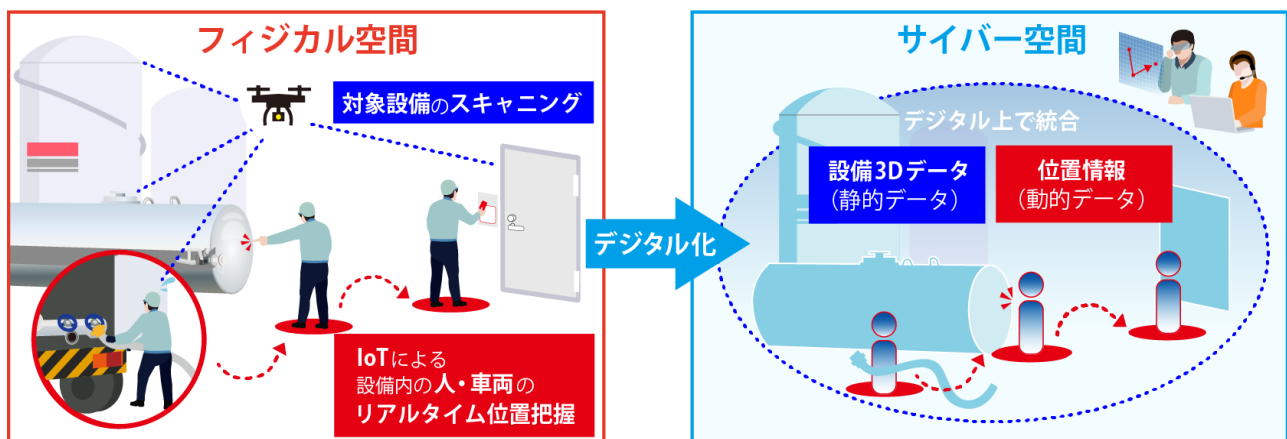 フィジカル空間
対象設備のスキャニング
IoTによる
設備内の人・車両の
リアルタイム位置把握
デジタル化
サイバー空間
デジタル上で統合
設備3Dデータ
（静的データ）
位置情報
（動的データ）